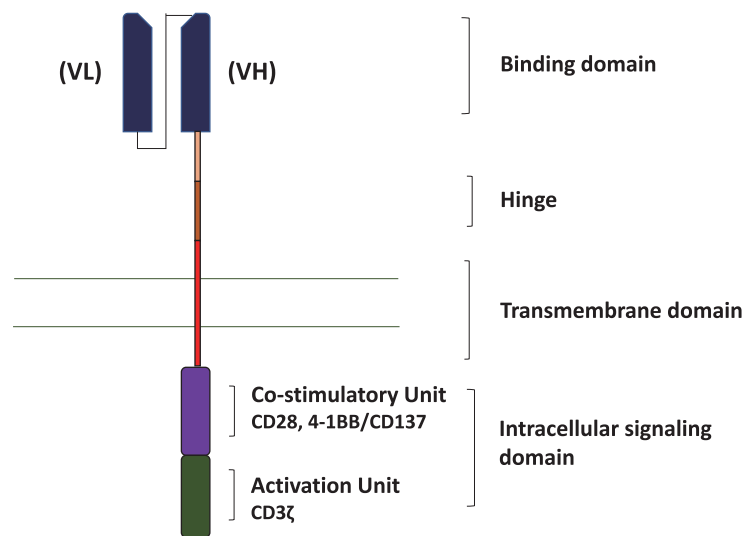 (VL)
(VH)
Binding domain
Hinge
Transmembrane domain
Co-stimulatory Unit
CD28, 4-1BB/CD137
Intracellular signaling
domain
Activation Unit
CD3ζ